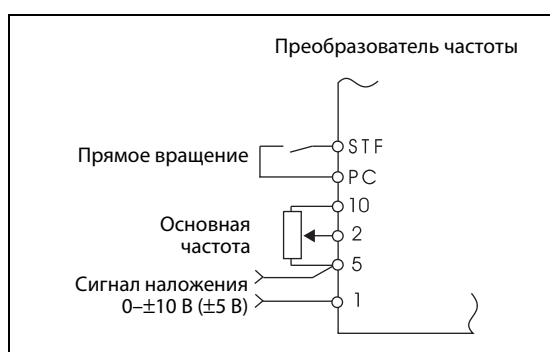 Преобразователь частоты
STF
Прямое вращение
PC
10
Основная
частота
2
5
Сигнал наложения
0–±10 В (±5 В)
1